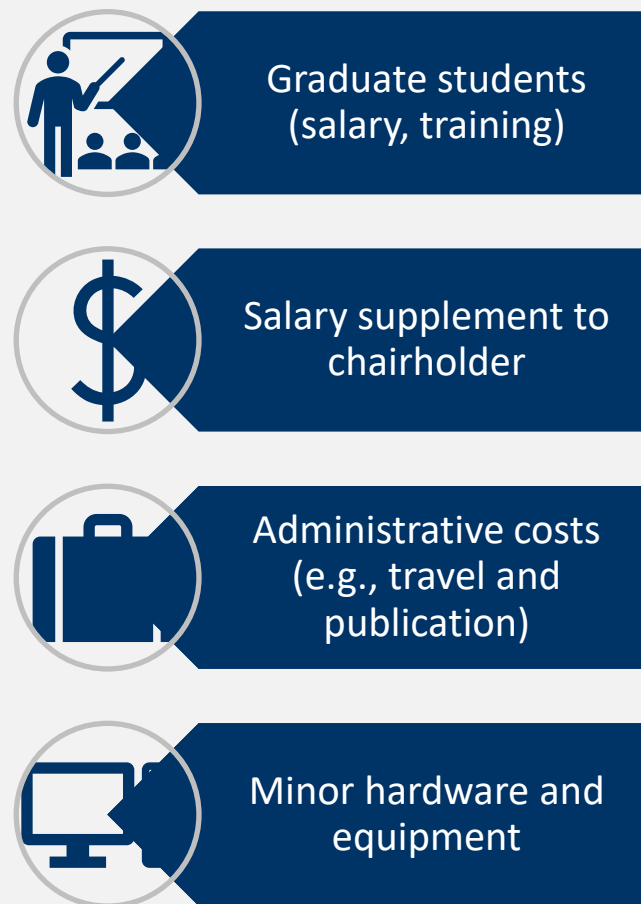 Graduate students
(salary, training)
Salary supplement to
chairholder
Administrative costs
(e.g., travel and
publication)
Minor hardware and
equipment